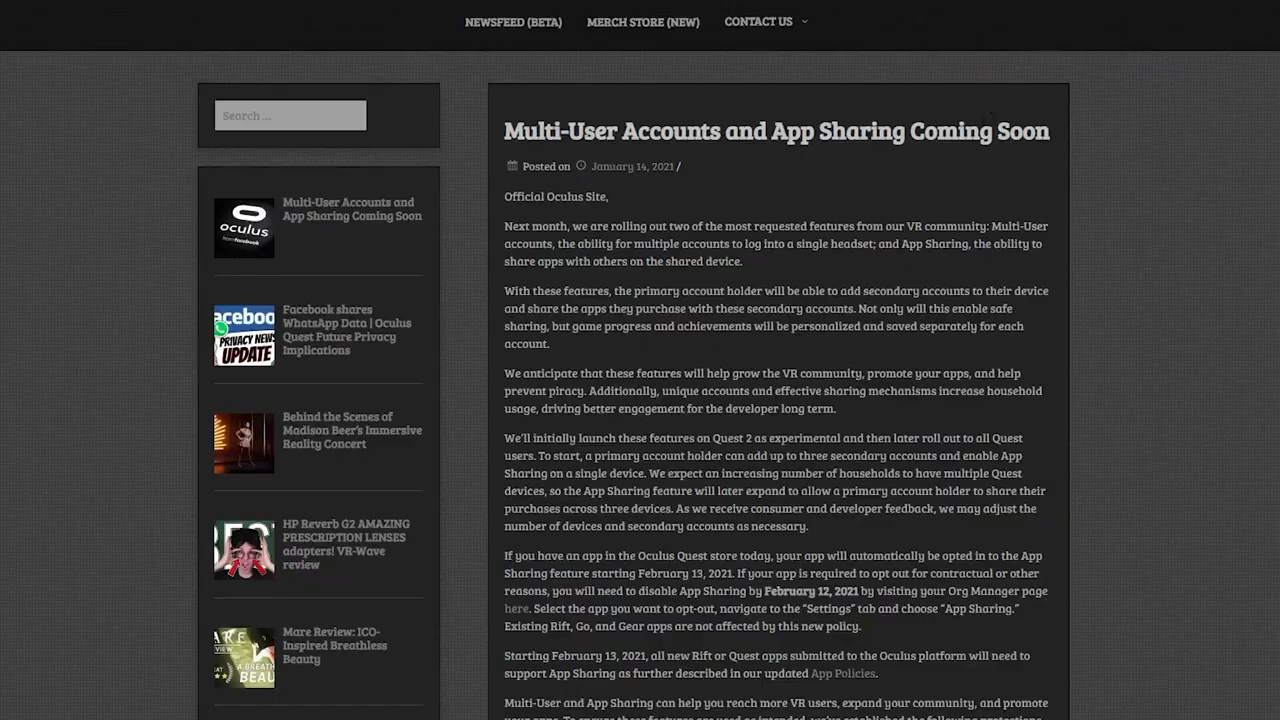 NEWSFEED (BETA) MERCH STORE (NEW) CONTACT US
Search ...
Multi-User Accounts and
App Sharing Coming Soon
oculus
from facebook
Facebook shares
WhatsApp Data | Oculus
Quest Future Privacy
Implications
aceboo
PRIVACY NEWS
UPDATE
Behind the Scenes of
Madison Beer's Immersive
Reality Concert
HP Reverb G2 AMAZING
PRESCRIPTION LENSES
adapters! VR-Wave
review
Mare Review: ICO-
Inspired Breathless
Beauty
Multi-User Accounts and App Sharing Coming Soon
Posted on January 14, 2021 /
Official Oculus Site,
Next month, we are rolling out two of the most requested features from our VR community: Multi-User
accounts, the ability for multiple accounts to log into a single headset; and App Sharing, the ability to
share apps with others on the shared device.
With these features, the primary account holder will be able to add secondary accounts to their device
and share the apps they purchase with these secondary accounts. Not only will this enable safe
sharing, but game progress and achievements will be personalized and saved separately for each
account.
We anticipate that these features will help grow the VR community, promote your apps, and help
prevent piracy. Additionally, unique accounts and effective sharing mechanisms increase household
usage, driving better engagement for the developer long term.
We'll initially launch these features on Quest 2 as experimental and then later roll out to all Quest
users. To start, a primary account holder can add up to three secondary accounts and enable App
Sharing on a single device. We expect an increasing number of households to have multiple Quest
devices, so the App Sharing feature will later expand to allow a primary account holder to share their
purchases across three devices. As we receive consumer and developer feedback, we may adjust the
number of devices and secondary accounts as necessary.
If you have an app in the Oculus Quest store today, your app will automatically be opted in to the App
Sharing feature starting February 13, 2021. If your app is required to opt out for contractual or other
reasons, you will need to disable App Sharing by February 12, 2021 by visiting your Org Manager page
here. Select the app you want to opt-out, navigate to the "Settings" tab and choose "App Sharing."
Existing Rift, Go, and Gear apps are not affected by this new policy.
Starting February 13, 2021, all new Rift or Quest apps submitted to the Oculus platform will need to
support App Sharing as further described in our updated App Policies.
Multi-User and App Sharing can help you reach more VR users, expand your community, and promote